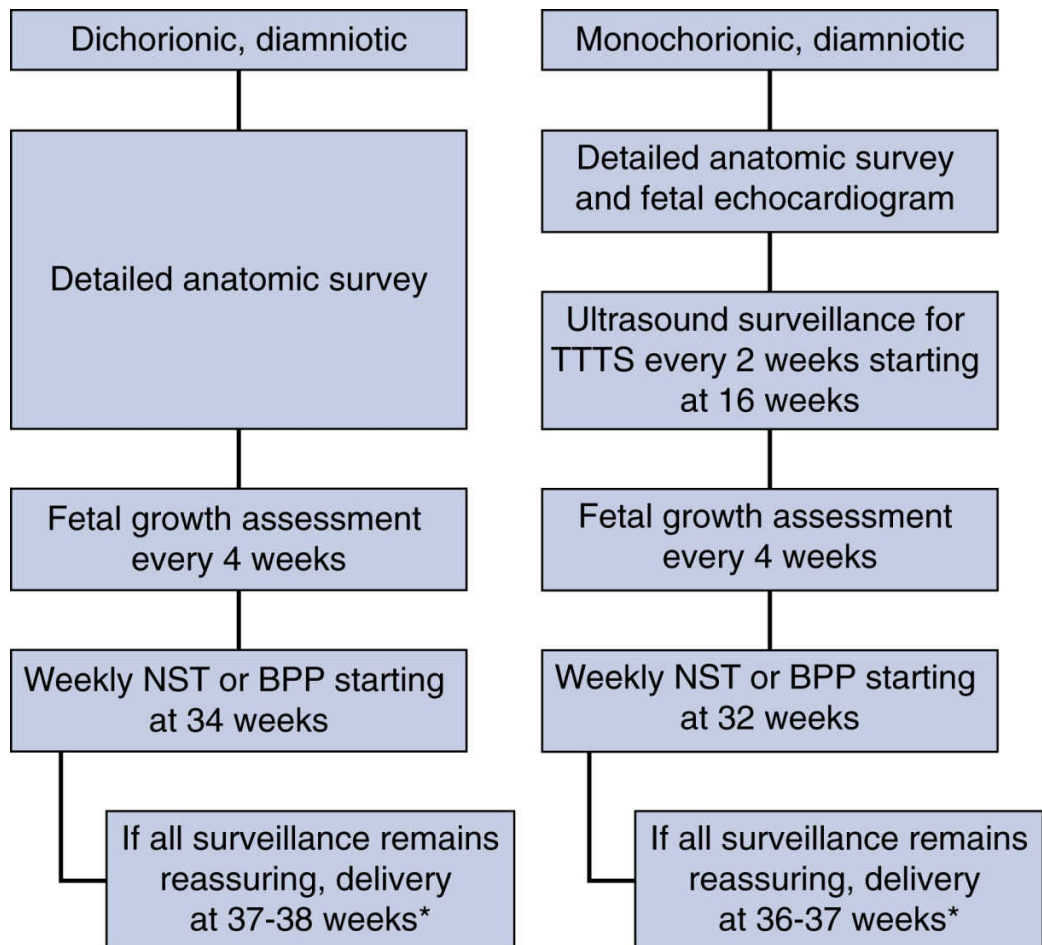 Dichorionic, diamniotic
Detailed anatomic survey
Fetal growth assessment
every 4 weeks
Weekly NST or BPP starting
at 34 weeks
If all surveillance remains
reassuring, delivery
at 37-38 weeks*
Monochorionic, diamniotic
Detailed anatomic survey
and fetal echocardiogram
Ultrasound surveillance for
TTTS every 2 weeks starting
at 16 weeks
Fetal growth assessment
every 4 weeks
Weekly NST or BPP starting
at 32 weeks
If all surveillance remains
reassuring, delivery
at 36-37 weeks*